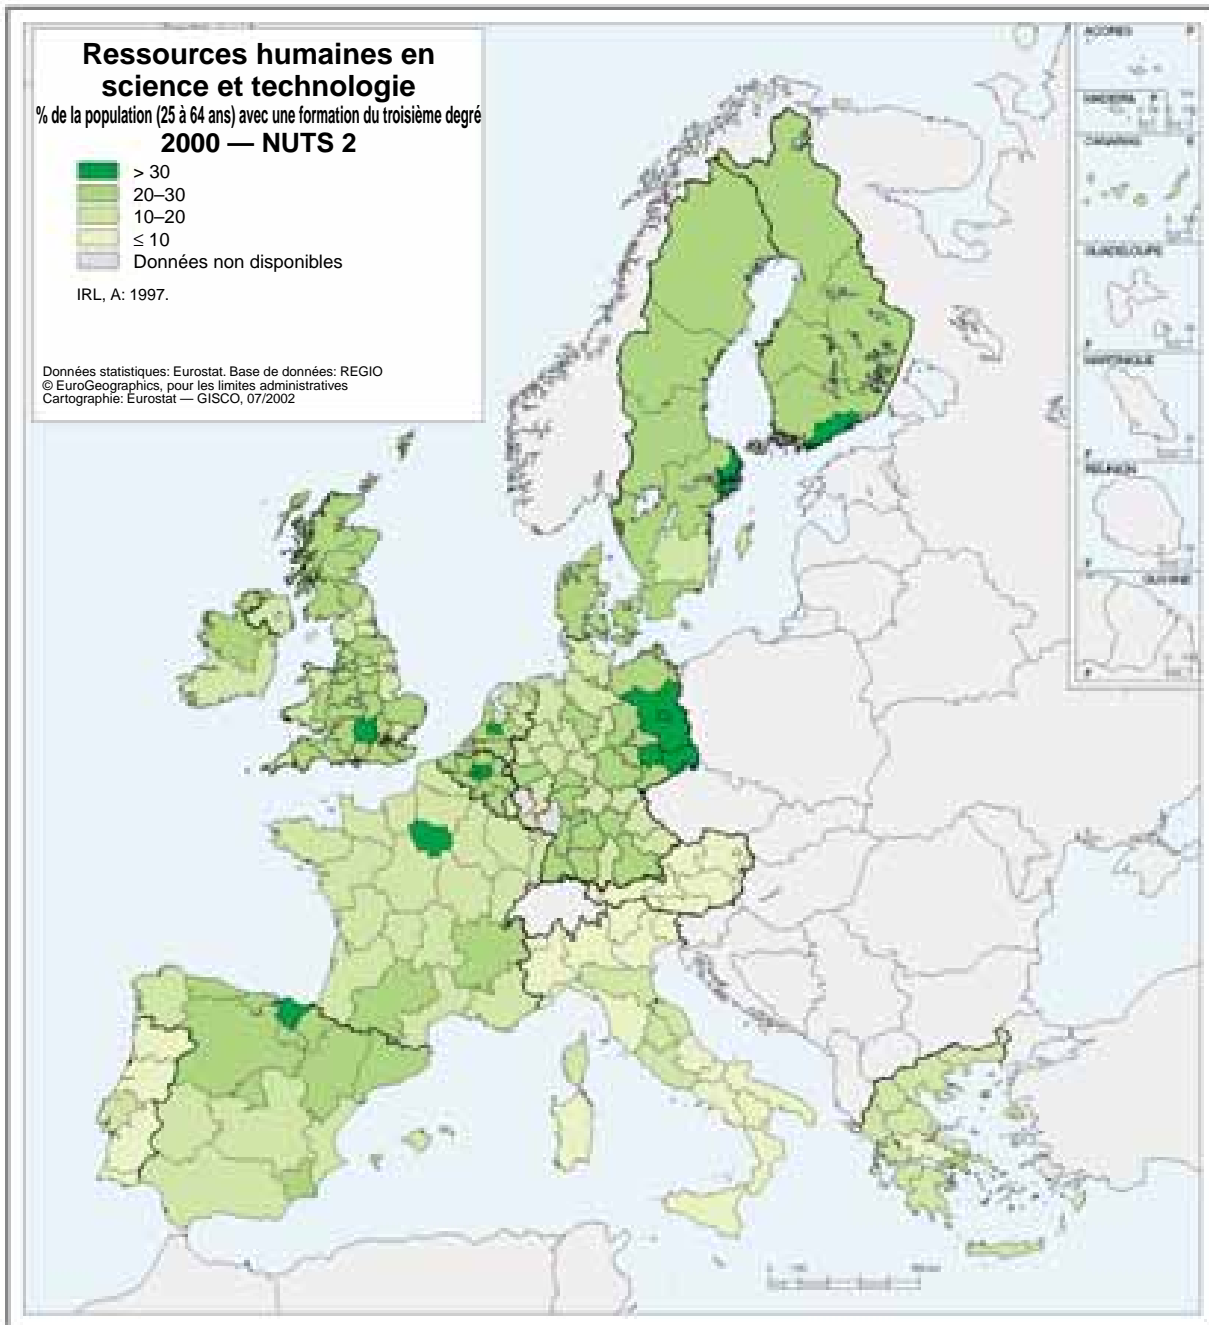 Ressources humaines en
science et technologie
% de la population (25 à 64 ans) avec une formation du troisième degré
2000 — NUTS 2
> 30
20–30
10–20
≤ 10
Données non disponibles
IRL, A: 1997.
Données statistiques: Eurostat. Base de données: REGIO
© EuroGeographics, pour les limites administratives
Cartographie: Eurostat — GISCO, 07/2002
AÇORES P
MADEIRA P
CANARIAS E
GUADELOUPE
F
MARTINIQUE
F
RÉUNION
F
GUYANE
F